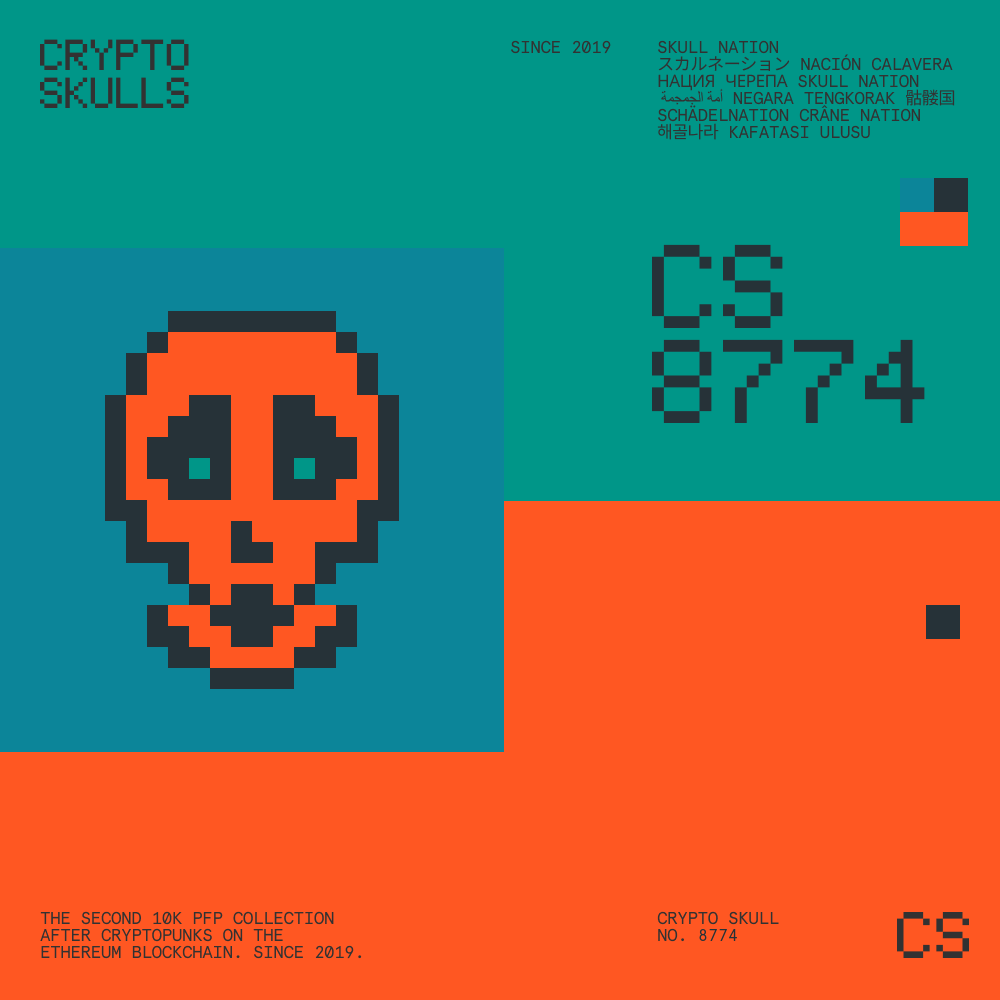 CRYPTO
SKULLS
SINCE 2019
SKULL NATION
スカルネーション NACIÓN CALAVERA
НАЦИЯ ЧЕРЕПА SKULL NATION
أمة الجمجمة NEGARA TENGKORAK 骷髅国
SCHÄDELNATION CRÂNE NATION
해골나라 KAFATASI ULUSU
CS
8774
THE SECOND 10K PFP COLLECTION
AFTER CRYPTOPUNKS ON THE
ETHEREUM BLOCKCHAIN. SINCE 2019.
CRYPTO SKULL
NO. 8774
CS